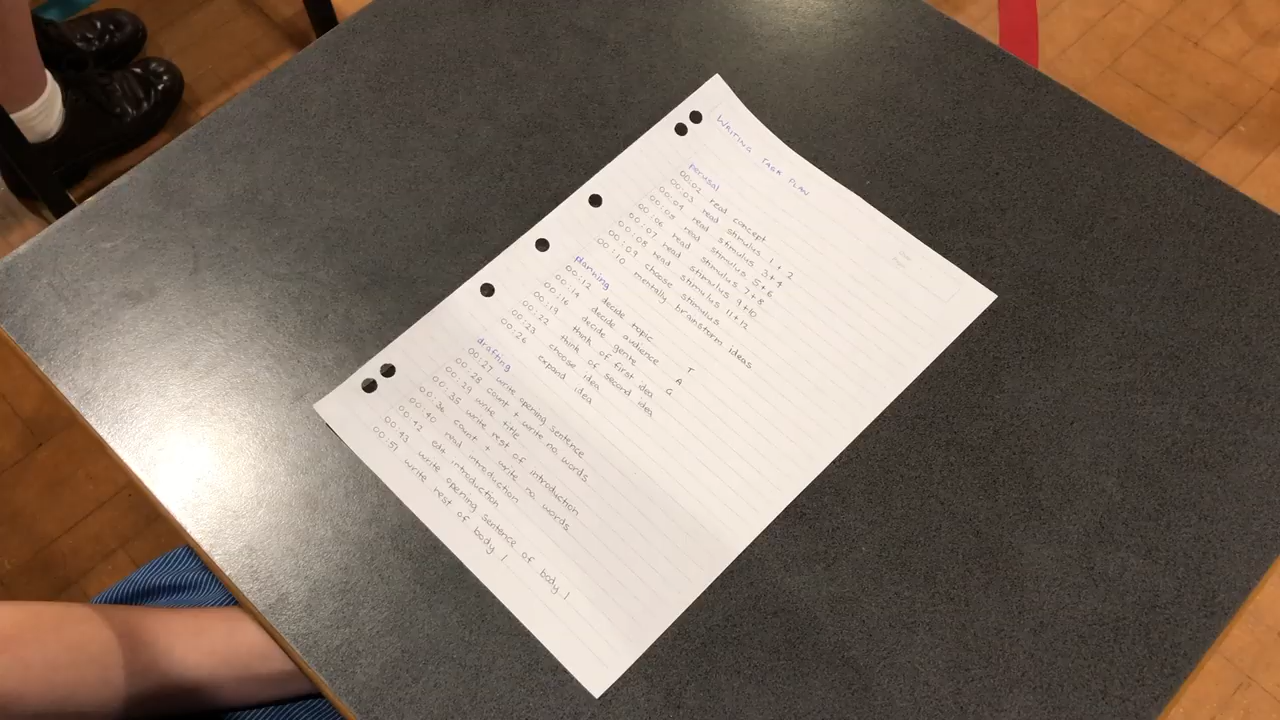 WRITING TASK PLAN
perusal
00:02 read concept
00:03 read stimulus 1 + 2
00:04 read stimulus 3+4
00:05 read stimulus 5+6
00:06 read stimulus 7+8
00:07 read stimulus 9+10
00:08 read stimulus 11+12
00:09 choose stimulus
00:10 mentally brainstorm ideas
planning
00:12 decide topic T
00:14 decide audience A
00:16 decide genre G
00:19 think of first idea
00:22 think of second idea
00:23 choose idea
00:26 expand idea
drafting
00:27 write opening sentence
00:28 count + write no. words
00:29 write title
00:35 write rest of introduction
00:36 count + write no. words
00:40 read introduction
00:42 edit introduction
00:43 write opening sentence of body 1
00:51 write rest of body 1